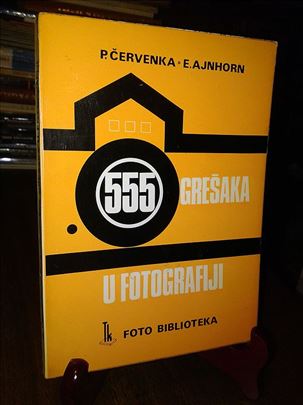 P. ČERVENKA • E. AJNHORN
555 GREŠAKA
U FOTOGRAFIJI
Tk FOTO BIBLIOTEKA